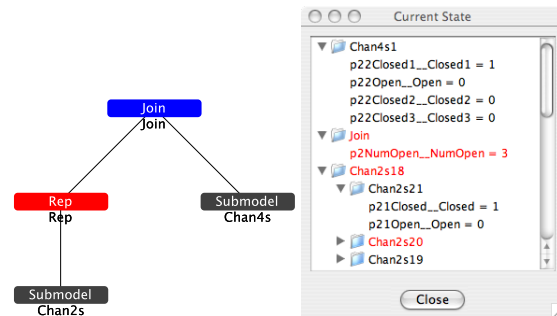 Join
Join
Rep
Rep
Submodel
Chan4s
Submodel
Chan2s
Current State
Chan4s1
p22Closed1__Closed1 = 1
p22Open__Open = 0
p22Closed2__Closed2 = 0
p22Closed3__Closed3 = 0
Join
p2NumOpen__NumOpen = 3
Chan2s18
Chan2s21
p21Closed__Closed = 1
p21Open__Open = 0
Chan2s20
Chan2s19
Close